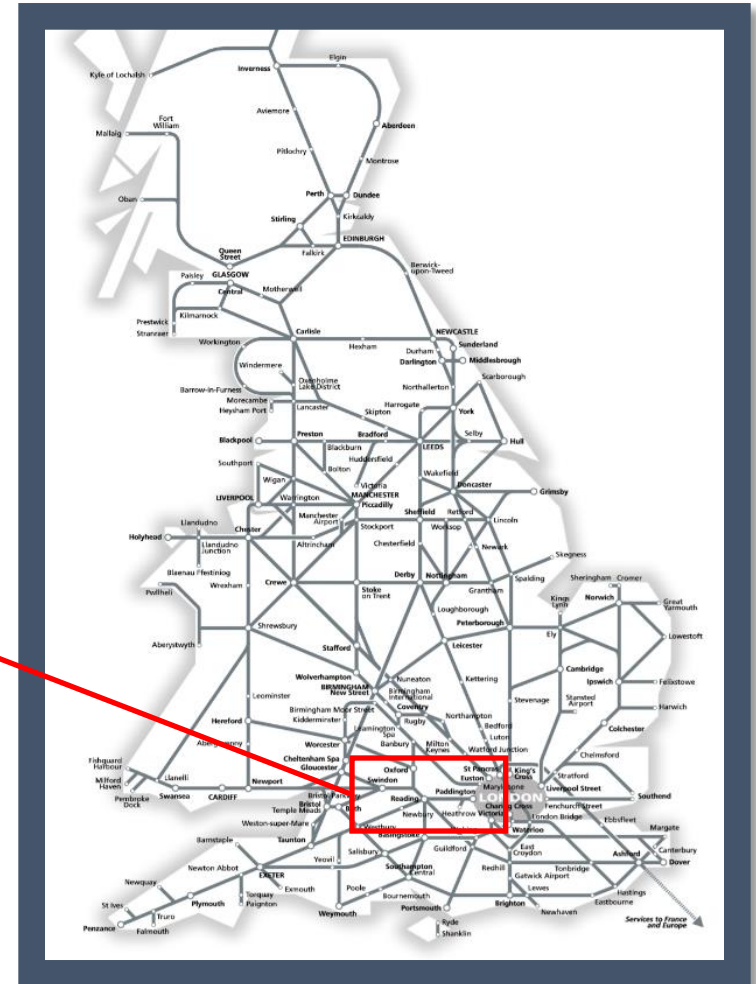 Inverness
Elgin
Kyle of Lochalsh
Aviemore
Aberdeen
Fort
William
Mallaig
Pitlochry
Montrose
Perth
Dundee
Oban
Stirling
Kirkcaldy
EDINBURGH
Falkirk
Queen
Street
Berwick-
upon-Tweed
Paisley
GLASGOW
Central
Motherwell
Kilmarnock
Prestwick
Stranraer
Carlisle
NEWCASTLE
Workington
Hexham
Sunderland
Durham
Darlington
Middlesbrough
Windermere
Scarborough
Oxenholme
Lake District
Barrow-in-Furness
Northallerton
Morecambe
Heysham Port
Lancaster
Harrogate
York
Skipton
Blackpool
Preston
Bradford
LEEDS
Selby
Hull
Blackburn
Huddersfield
Southport
Bolton
Wakefield
Wigan
Victoria
Doncaster
Grimsby
LIVERPOOL
Warrington
MANCHESTER
Piccadilly
Manchester
Airport
Sheffield
Retford
Lincoln
Llandudno
Stockport
Worksop
Holyhead
Chester
Llandudno
Junction
Altrincham
Chesterfield
Newark
Skegness
Blaenau Ffestiniog
Pwllheli
Wrexham
Crewe
Stoke
on Trent
Derby
Nottingham
Grantham
Spalding
Sheringham
Cromer
Kings
Lynn
Norwich
Great
Yarmouth
Loughborough
Peterborough
Shrewsbury
Ely
Lowestoft
Aberystwyth
Stafford
Leicester
Wolverhampton
Nuneaton
Cambridge
BIRMINGHAM
New Street
Birmingham
International
Kettering
Ipswich
Felixstowe
Leominster
Coventry
Stevenage
Stansted
Airport
Harwich
Birmingham Moor Street
Kidderminster
Rugby
Northampton
Hereford
Leamington
Spa
Bedford
Colchester
Worcester
Banbury
Milton
Keynes
Luton
Watford Junction
Chelmsford
Cheltenham Spa
Gloucester
Oxford
St Pancras
King's
Cross
Fishguard
Harbour
Swindon
Euston
Stratford
Milford
Haven
Llanelli
Newport
Marylebone
Liverpool Street
Pembroke
Dock
Swansea
CARDIFF
Bristol Parkway
Reading
Paddington
LONDON
Southend
Bristol
Temple Meads
Bath
Charing Cross
Fenchurch Street
Newbury
Heathrow
Victoria
London Bridge
Ebbsfleet
Weston-super-Mare
Westbury
Basingstoke
Waterloo
Margate
Barnstaple
Taunton
Salisbury
Guildford
East
Croydon
Canterbury
Newton Abbot
Yeovil
Redhill
Tonbridge
Ashford
Dover
EXETER
Southampton
Central
Gatwick Airport
Newquay
Exmouth
Poole
Lewes
Hastings
St Ives
Plymouth
Torquay
Paignton
Bournemouth
Eastbourne
Truro
Weymouth
Portsmouth
Brighton
Newhaven
Penzance
Falmouth
Ryde
Shanklin
Services to France
and Europe